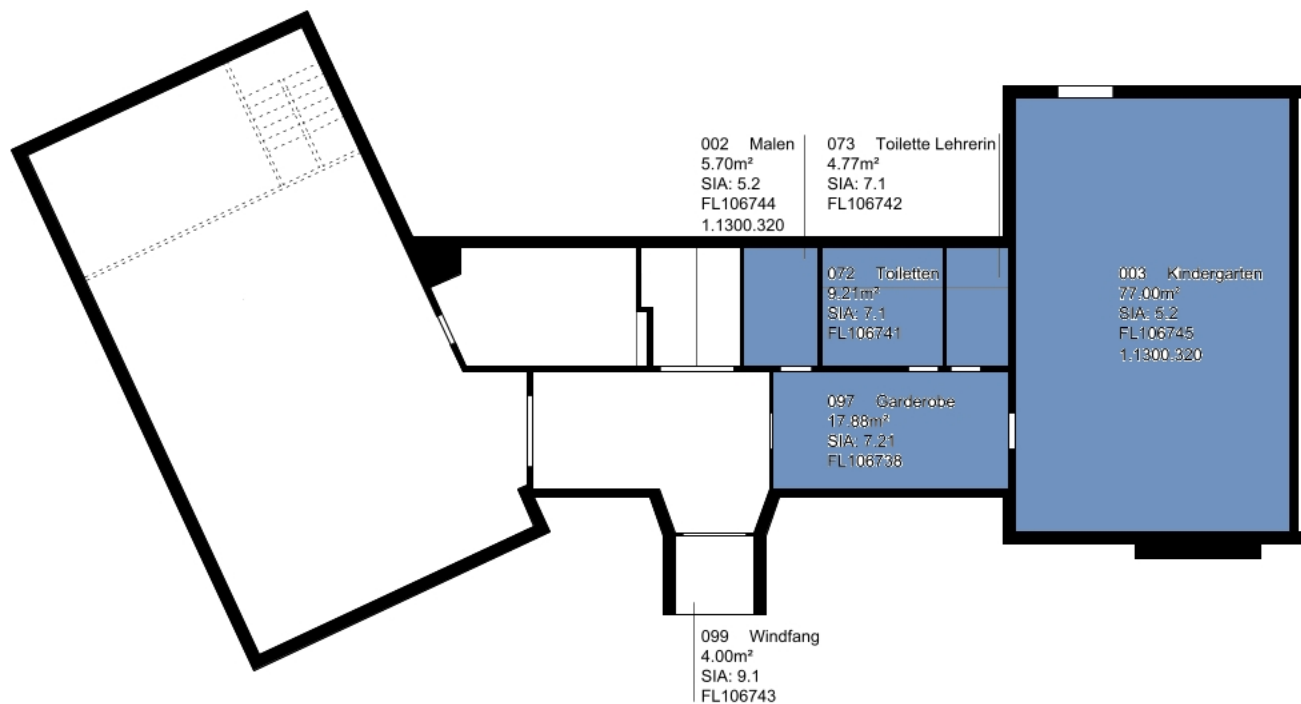 002 Malen
5.70m²
SIA: 5.2
FL106744
1.1300.320
073 Toilette Lehrerin
4.77m²
SIA: 7.1
FL106742
072 Toiletten
9.21m²
SIA: 7.1
FL106741
003 Kindergarten
77.00m²
SIA: 5.2
FL106745
1.1300.320
097 Garderobe
17.88m²
SIA: 7.21
FL106738
099 Windfang
4.00m²
SIA: 9.1
FL106743